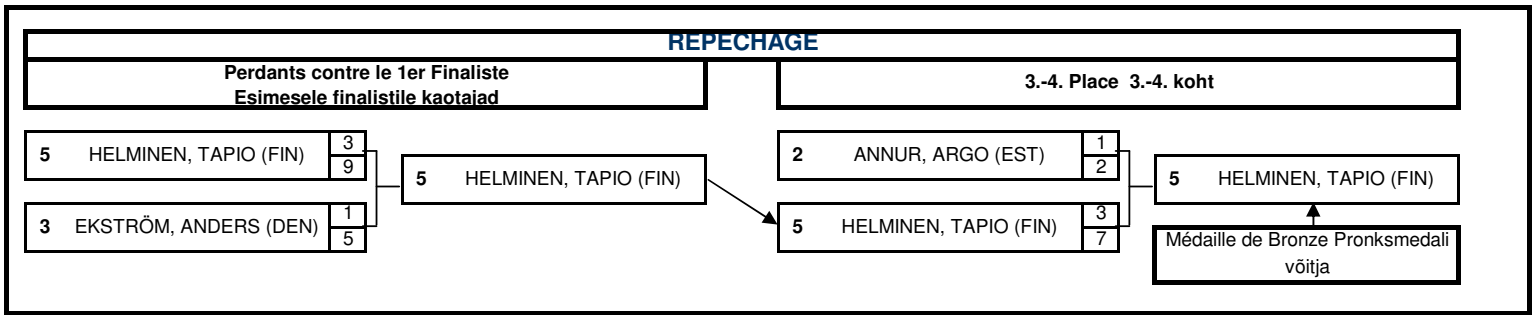 REPECHAGE
Perdants contre le 1er Finaliste
Esimesele finalistile kaotajad
3.-4. Place 3.-4. koht
5 HELMINEN, TAPIO (FIN) 3
9
3 EKSTRÖM, ANDERS (DEN) 1
5
5 HELMINEN, TAPIO (FIN)
2 ANNUR, ARGO (EST) 1
2
5 HELMINEN, TAPIO (FIN) 3
7
5 HELMINEN, TAPIO (FIN)
Médaille de Bronze Pronksmedali
võitja